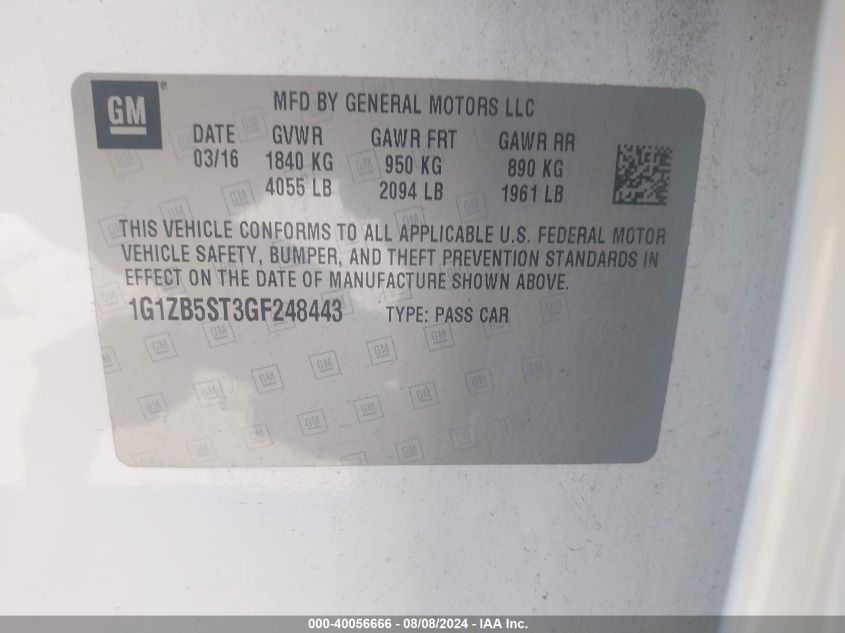 GM
MFD BY GENERAL MOTORS LLC
DATE GVWR GAWR FRT GAWR RR
03/16 1840 KG 950 KG 890 KG
4055 LB 2094 LB 1961 LB
THIS VEHICLE CONFORMS TO ALL APPLICABLE U.S. FEDERAL MOTOR
VEHICLE SAFETY, BUMPER, AND THEFT PREVENTION STANDARDS IN
EFFECT ON THE DATE OF MANUFACTURE SHOWN ABOVE.
1G1ZB5ST3GF248443 TYPE: PASS CAR
000-40056666 - 08/08/2024 - IAA Inc.